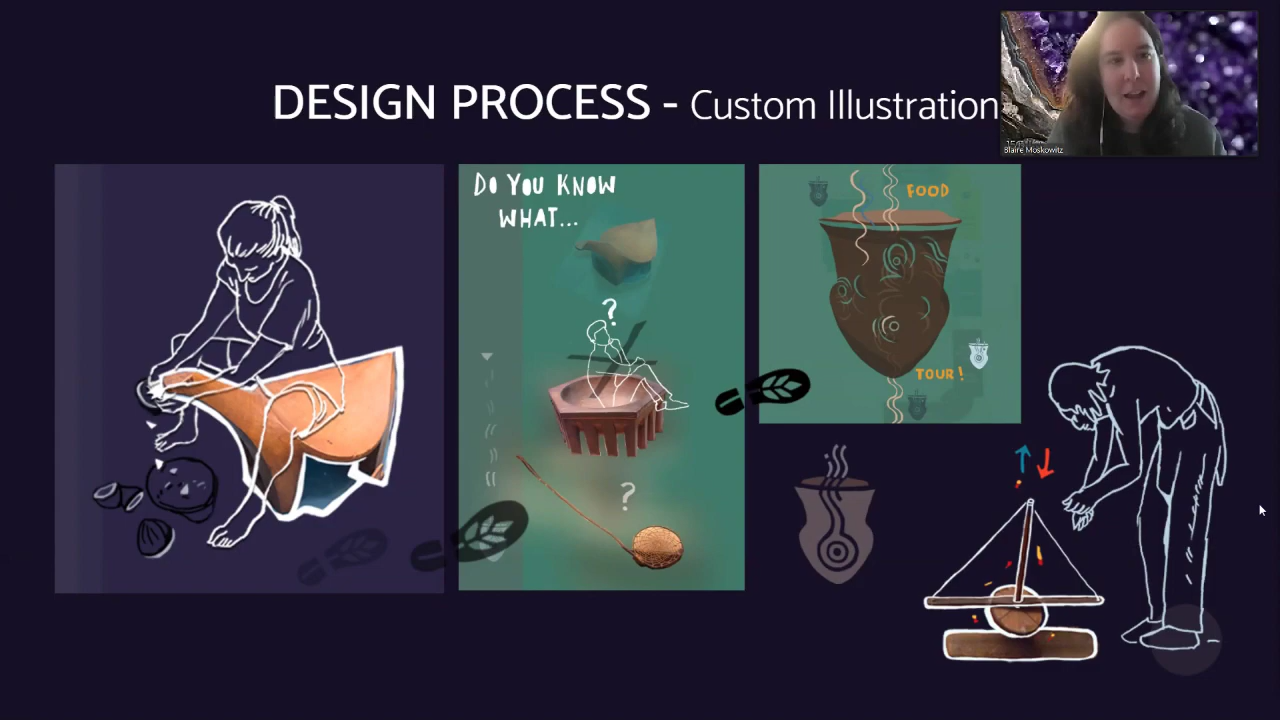 DESIGN PROCESS - Custom Illustration
Blaire Moskowitz
DO YOU KNOW
WHAT...
?
?
FOOD
TOUR!